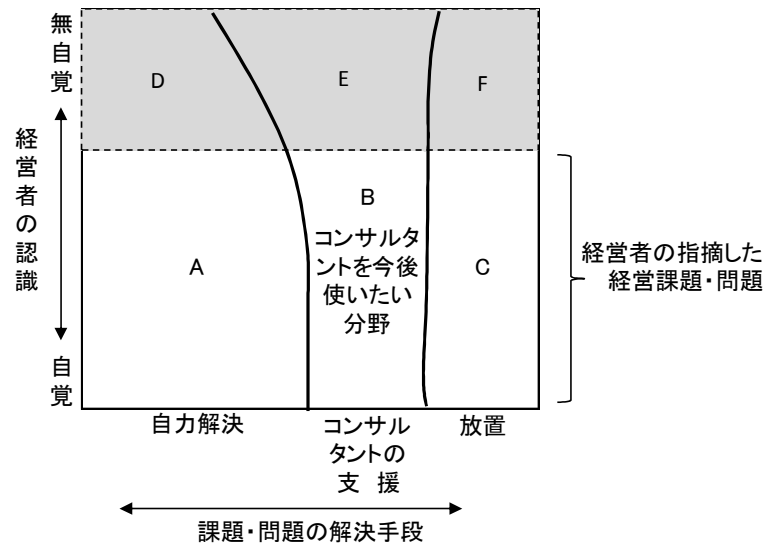 無自覚
経営者の認識
自覚
D
E
F
A
B
コンサルタ
ントを今後
使いたい
分野
C
経営者の指摘した
経営課題・問題
自力解決
コンサル
タントの
支 援
放置
課題・問題の解決手段